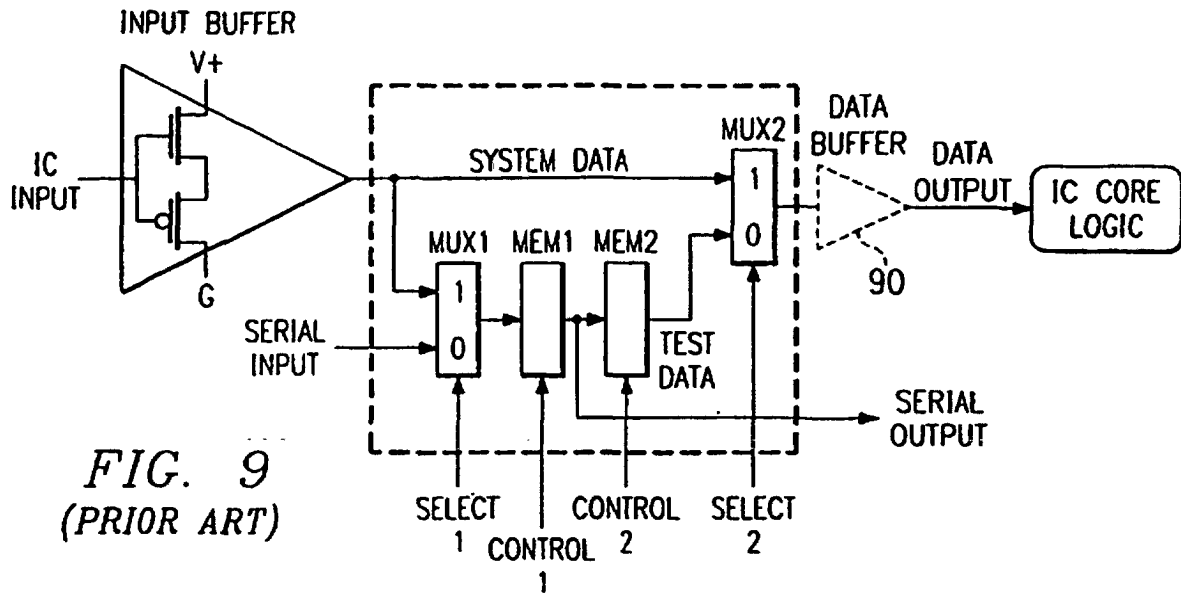 INPUT BUFFER
V+
IC
INPUT
G
SYSTEM DATA
MUX2
1
0
DATA
BUFFER
90
DATA
OUTPUT
IC CORE
LOGIC
MUX1
1
0
MEM1
MEM2
SERIAL
INPUT
TEST
DATA
SERIAL
OUTPUT
SELECT
1
CONTROL
1
CONTROL
2
SELECT
2
FIG. 9
(PRIOR ART)